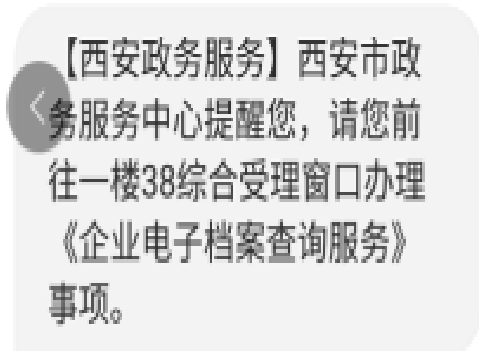 【西安政务服务】西安市政
务服务中心提醒您，请您前
往一楼38综合受理窗口办理
《企业电子档案查询服务》
事项。